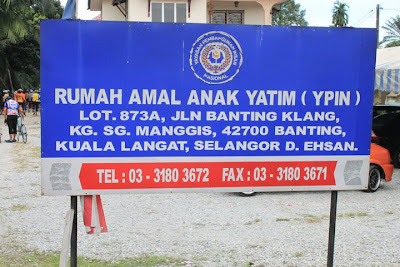 RUMAH AMAL ANAK YATIM ( YPIN )
LOT. 873A, JLN BANTING KLANG,
KG. SG. MANGGIS, 42700 BANTING,
KUALA LANGAT, SELANGOR D. EHSAN.
TEL : 03 - 3180 3672 FAX : 03 - 3180 3671